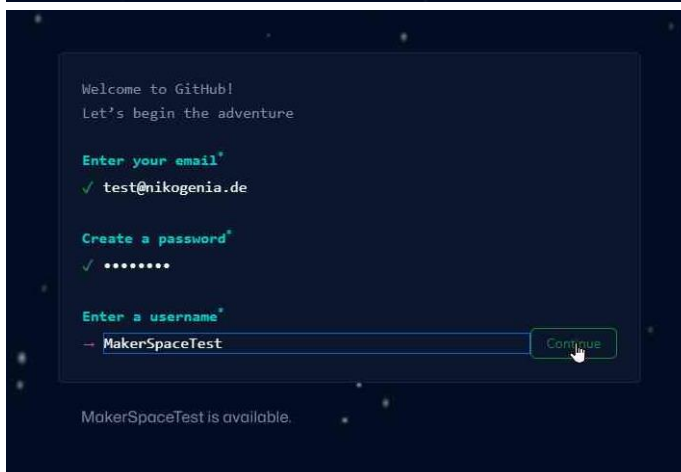 Welcome to GitHub!
Let's begin the adventure
Enter your email*
✓ test@nikogenia.de
Create a password*
✓ ••••••••
Enter a username*
→ MakerSpaceTest
Continue
MakerSpaceTest is available.